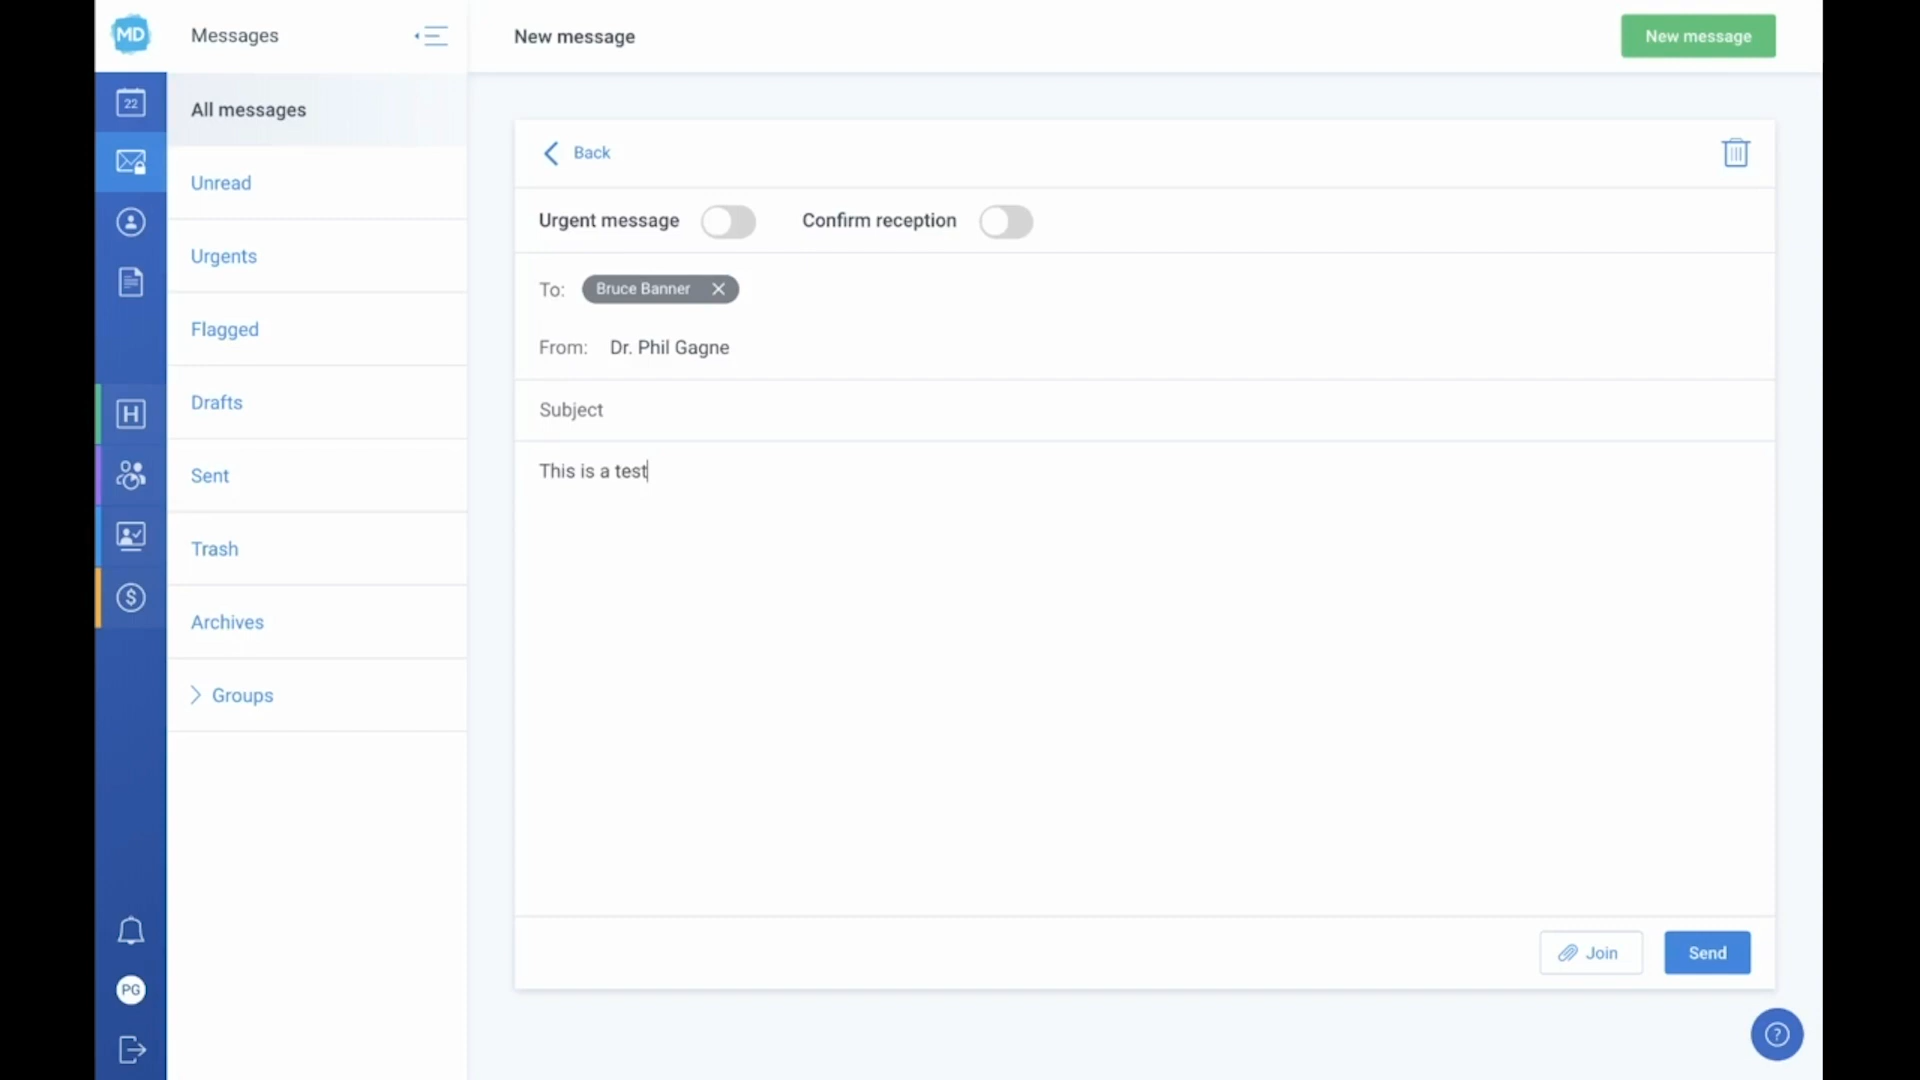 MD
Messages
New message
New message
22
All messages
Unread
Urgents
Flagged
Drafts
Sent
Trash
Archives
Groups
Back
Urgent message
Confirm reception
To: Bruce Banner
From: Dr. Phil Gagne
Subject
This is a test
Join
Send
H
$
PG
?